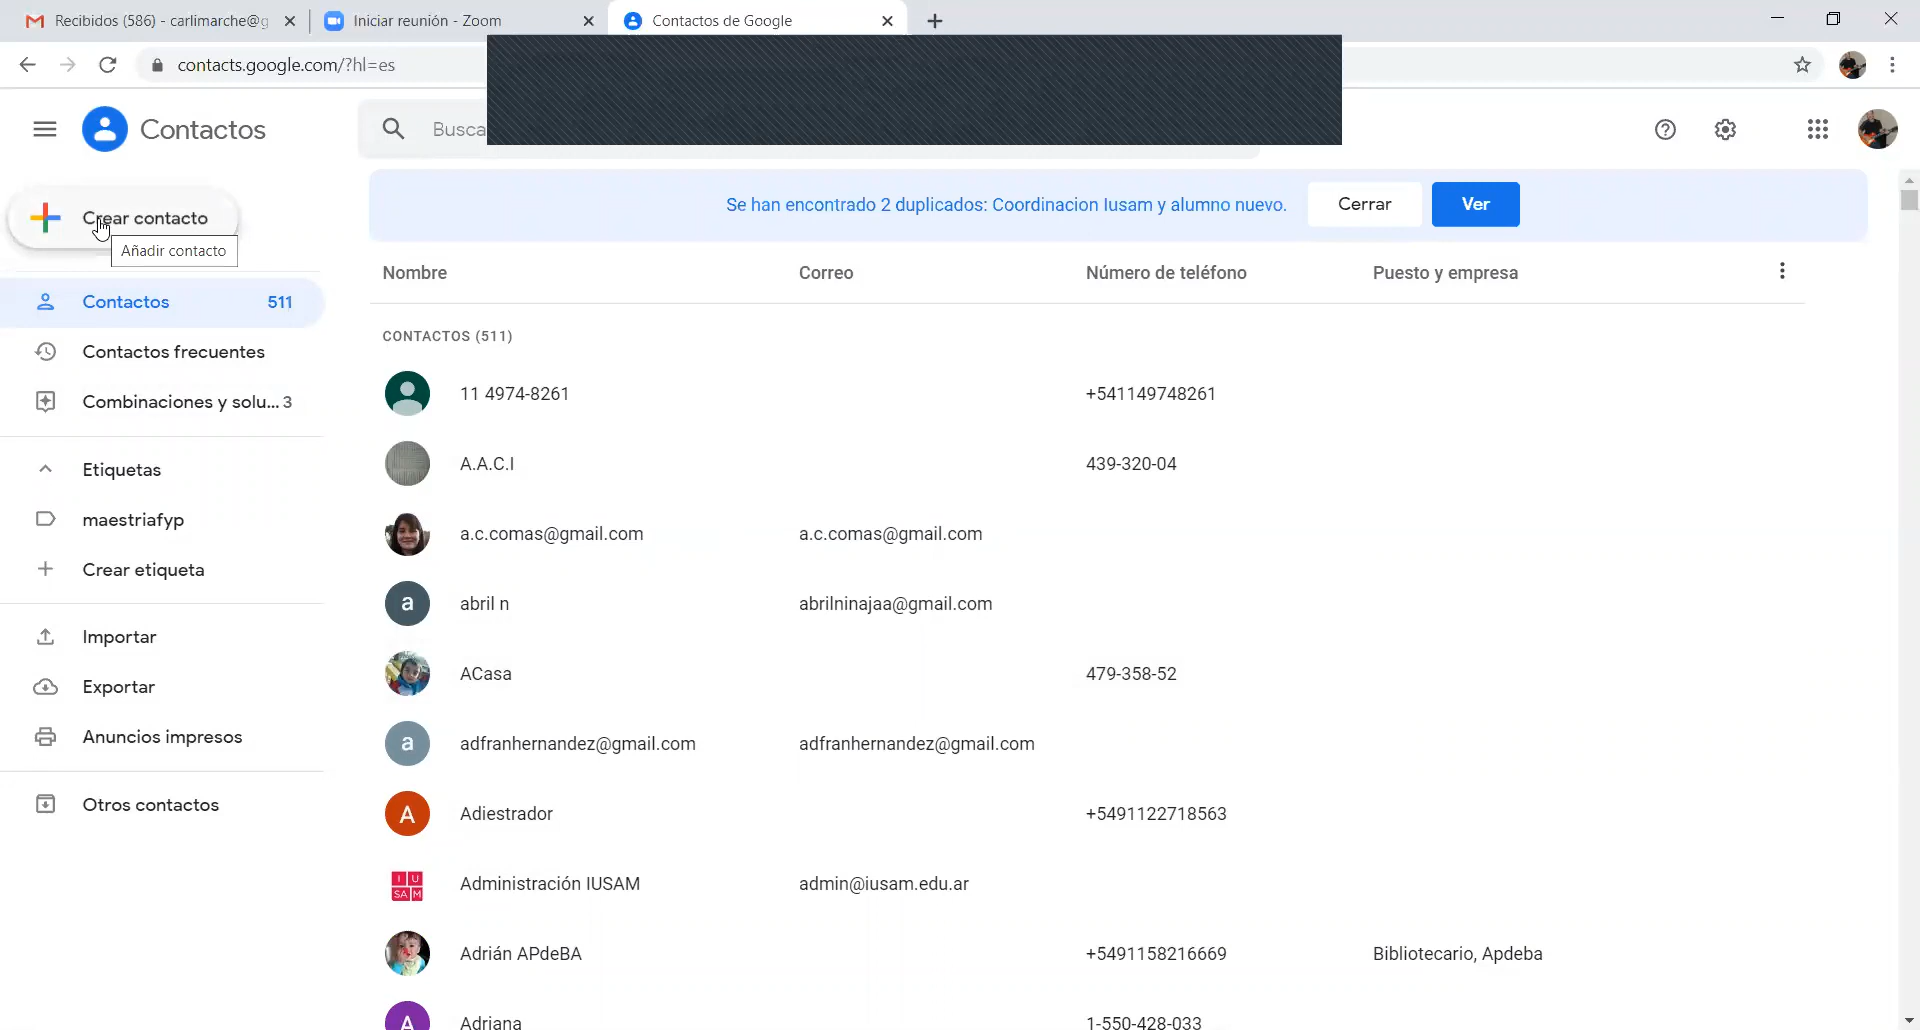 Recibidos (586) - carlimarche@g
Iniciar reunión - Zoom
Contactos de Google
contacts.google.com/?hl=es
Contactos
Busca
Crear contacto
Añadir contacto
Se han encontrado 2 duplicados: Coordinacion Iusam y alumno nuevo.
Cerrar
Ver
Contactos 511
Contactos frecuentes
Combinaciones y solu... 3
Etiquetas
maestriafyp
Crear etiqueta
Importar
Exportar
Anuncios impresos
Otros contactos
Nombre Correo Número de teléfono Puesto y empresa
CONTACTOS (511)
11 4974-8261 +541149748261
A.A.C.I 439-320-04
a.c.comas@gmail.com a.c.comas@gmail.com
a abril n abrilninajaa@gmail.com
ACasa 479-358-52
a adfranhernandez@gmail.com adfranhernandez@gmail.com
A Adiestrador +5491122718563
IU
SAM
Administración IUSAM admin@iusam.edu.ar
Adrián APdeBA +5491158216669 Bibliotecario, Apdeba
A Adriana 1-550-428-033